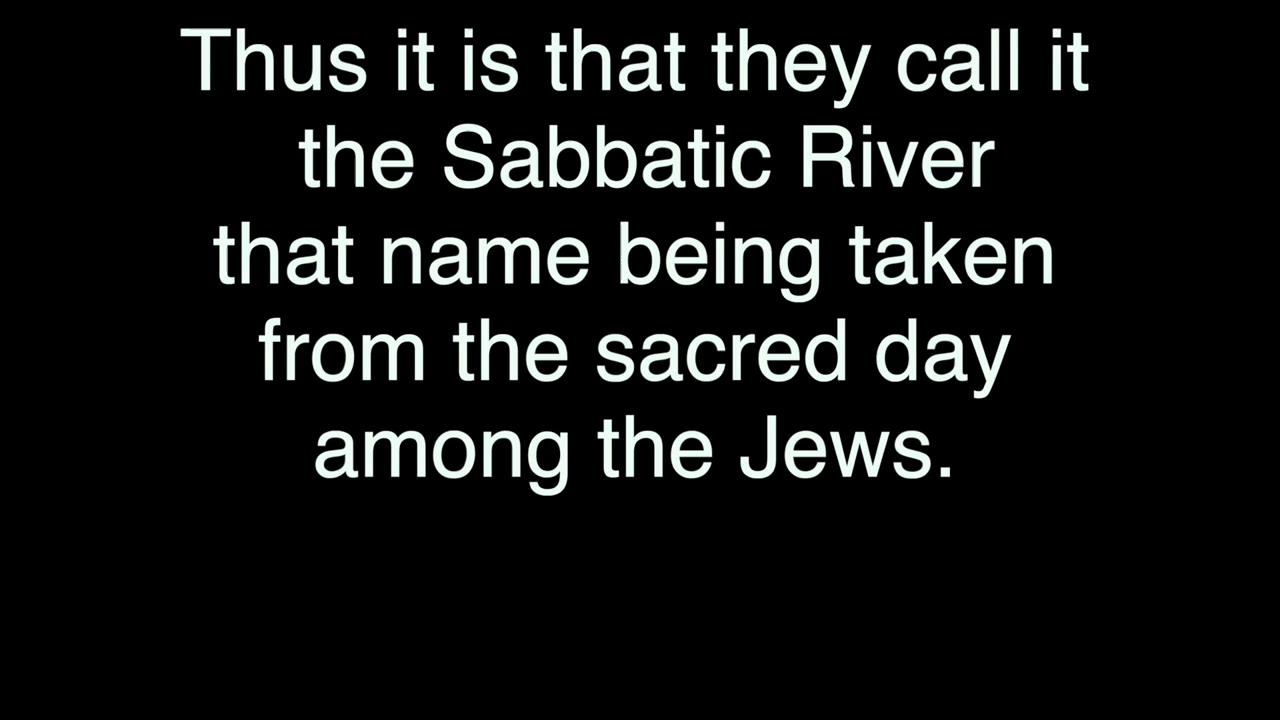 Thus it is that they call it
the Sabbatic River
that name being taken
from the sacred day
among the Jews.